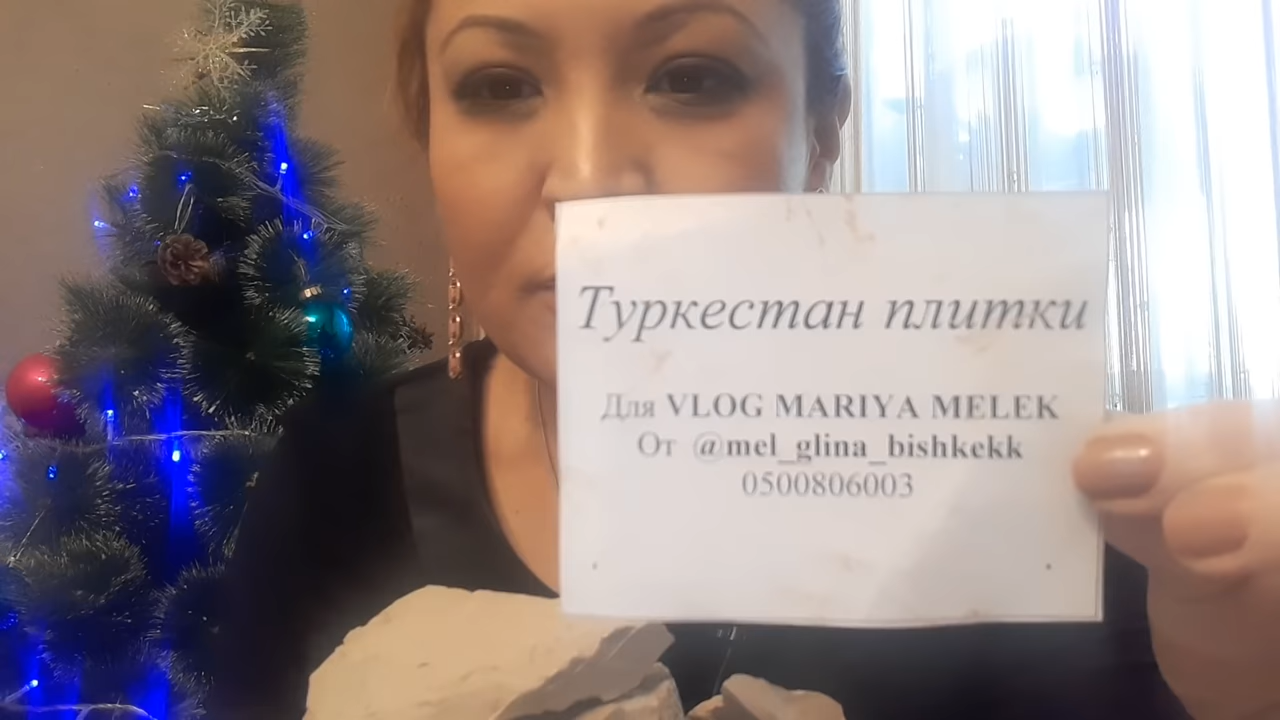 Туркестан плитки
Для VLOG MARIYA MELEK
От @mel_glina_bishkekk
0500806003